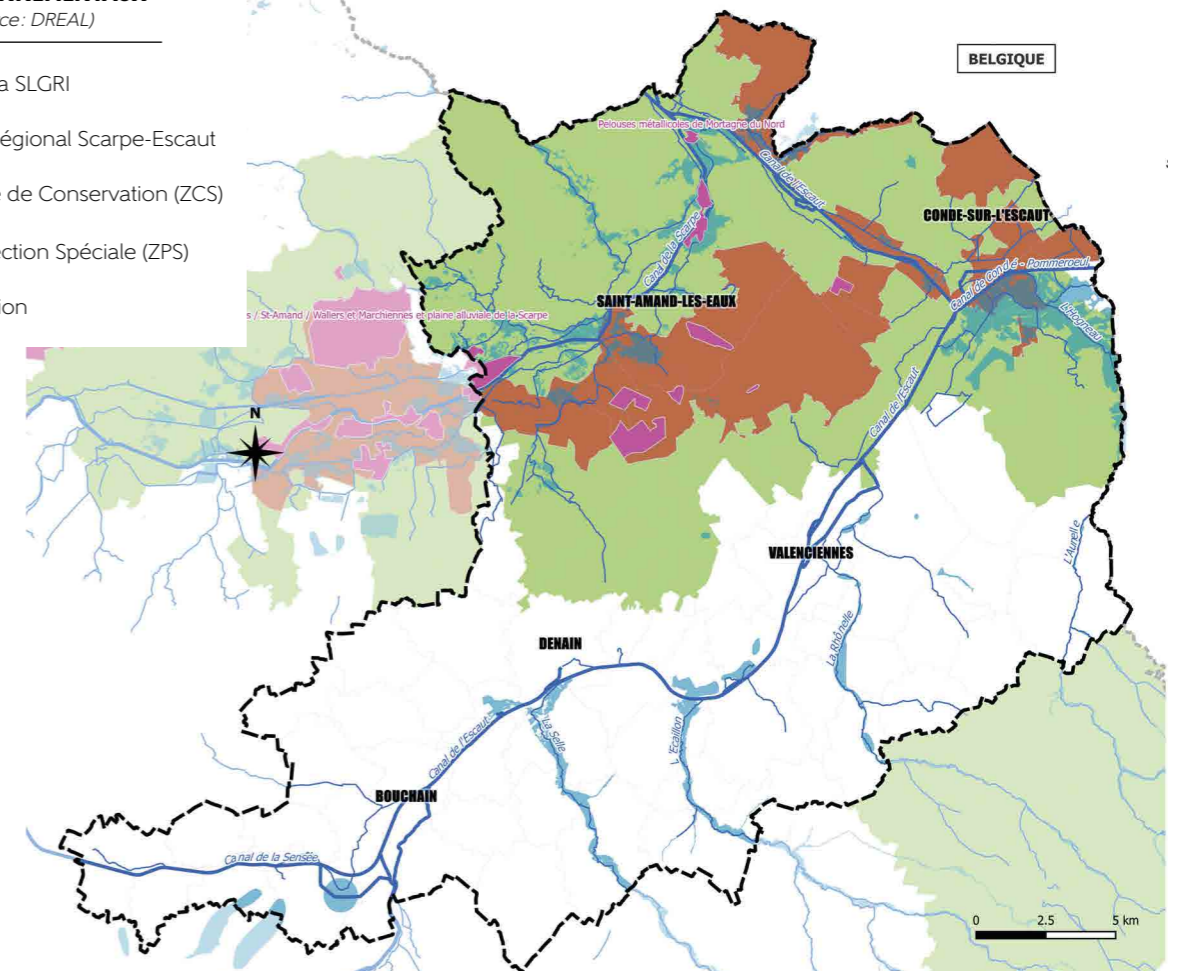 ce: DREAL)
a SLGRI
égional Scarpe-Escaut
e de Conservation (ZCS)
ection Spéciale (ZPS)
ion
BELGIQUE
Pelouses métallicoles de Mortagne du Nord
Canal de l'Escaut
CONDE-SUR-L'ESCAUT
Canal de la Scarpe
Canal de Condé - Pommeroeul
SAINT-AMAND-LES-EAUX
s / St-Amand / Wallers et Marchiennes et plaine alluviale de la Scarpe
L'Hogneau
Canal de l'Escaut
N
VALENCIENNES
L'Aunelle
La Rhônelle
DENAIN
Canal de l'Escaut
La Selle
L'Ecaillon
BOUCHAIN
Canal de la Sensée
0 2.5 5 km